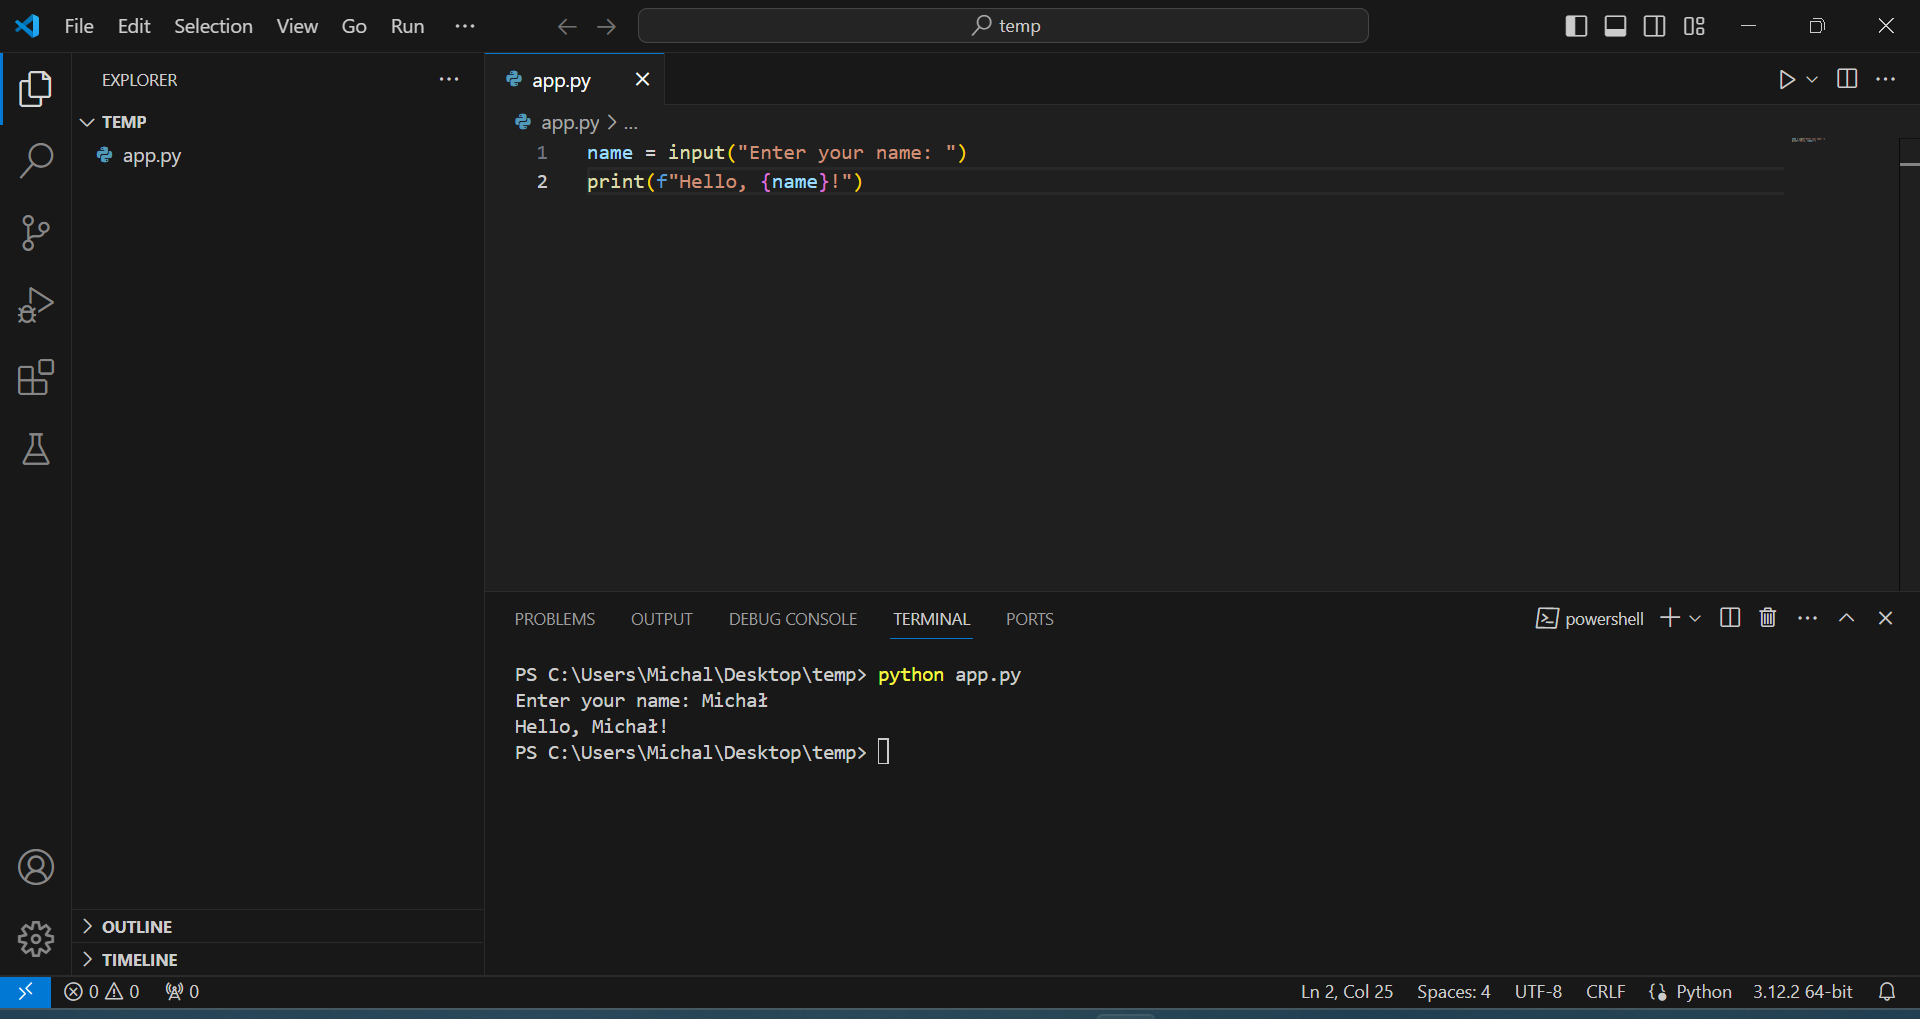 File Edit Selection View Go Run ...
temp
EXPLORER
TEMP
app.py
OUTLINE
TIMELINE
app.py
app.py > ...
1 name = input("Enter your name: ")
2 print(f"Hello, {name}!")
PROBLEMS OUTPUT DEBUG CONSOLE TERMINAL PORTS
powershell
PS C:\Users\Michal\Desktop\temp> python app.py
Enter your name: Michał
Hello, Michał!
PS C:\Users\Michal\Desktop\temp>
0 0 0
Ln 2, Col 25 Spaces: 4 UTF-8 CRLF Python 3.12.2 64-bit